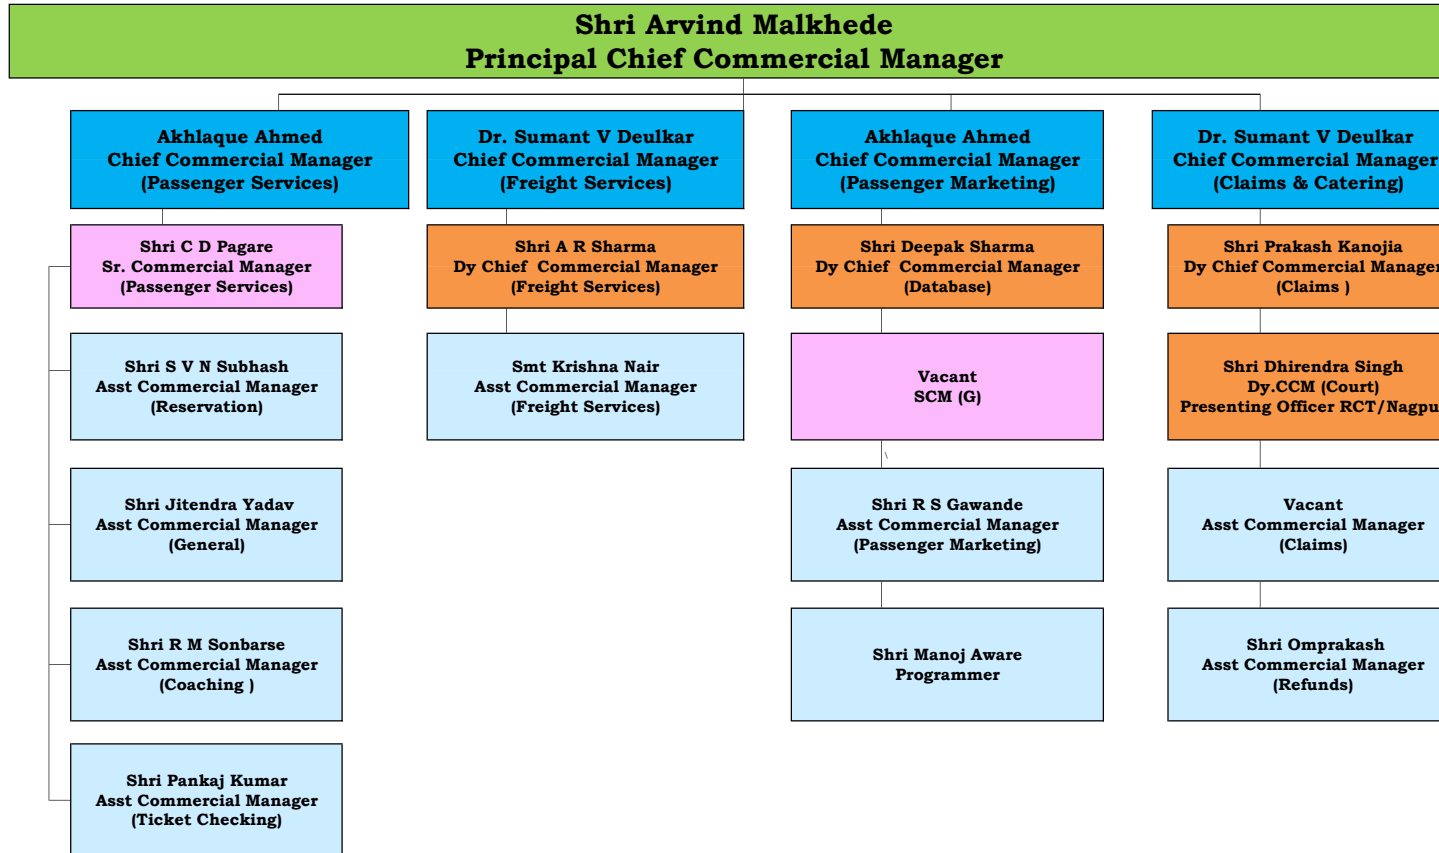 Shri Arvind Malkhede
Principal Chief Commercial Manager
Akhlaque Ahmed
Chief Commercial Manager
(Passenger Services)
Dr. Sumant V Deulkar
Chief Commercial Manager
(Freight Services)
Akhlaque Ahmed
Chief Commercial Manager
(Passenger Marketing)
Dr. Sumant V Deulkar
Chief Commercial Manager
(Claims & Catering)
Shri C D Pagare
Sr. Commercial Manager
(Passenger Services)
Shri A R Sharma
Dy Chief  Commercial Manager
(Freight Services)
Shri Deepak Sharma
Dy Chief  Commercial Manager
(Database)
Shri Prakash Kanojia
Dy Chief Commercial Manager
(Claims )
Shri S V N Subhash
Asst Commercial Manager
(Reservation)
Smt Krishna Nair
Asst Commercial Manager
(Freight Services)
Vacant
SCM (G)
Shri Dhirendra Singh
Dy.CCM (Court)
Presenting Officer RCT/Nagpu
\
Shri Jitendra Yadav
Asst Commercial Manager
(General)
Shri R S Gawande
Asst Commercial Manager
(Passenger Marketing)
Vacant
Asst Commercial Manager
(Claims)
Shri R M Sonbarse
Asst Commercial Manager
(Coaching )
Shri Manoj Aware
Programmer
Shri Omprakash
Asst Commercial Manager
(Refunds)
Shri Pankaj Kumar
Asst Commercial Manager
(Ticket Checking)